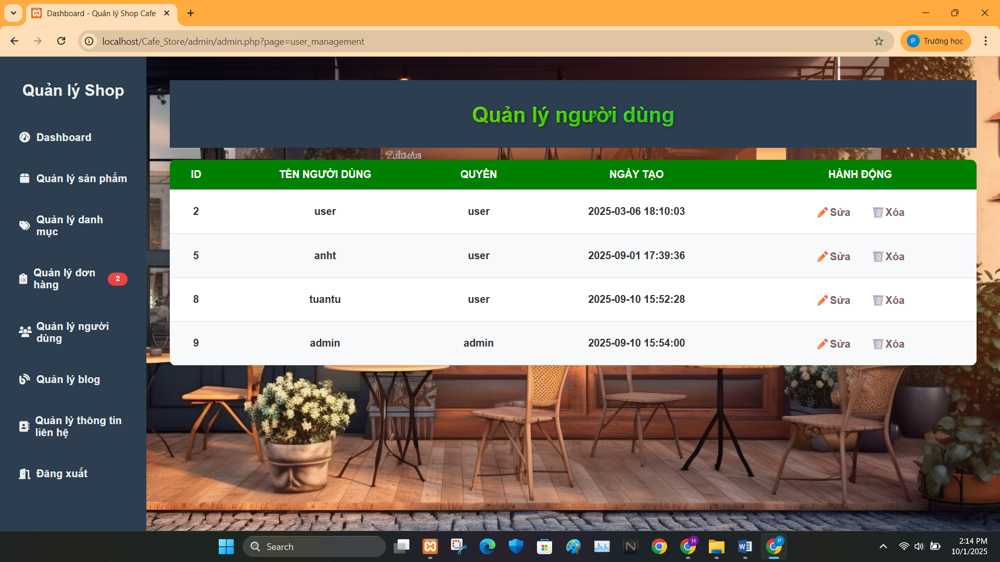 Dashboard - Quản lý Shop Cafe
localhost/Cafe_Store/admin/admin.php?page=user_management
P Trường học
Quản lý Shop
Dashboard
Quản lý sản phẩm
Quản lý danh
mục
Quản lý đơn
hàng
2
Quản lý người
dùng
Quản lý blog
Quản lý thông tin
liên hệ
Đăng xuất
Quản lý người dùng
ID TÊN NGƯỜI DÙNG QUYỀN NGÀY TẠO HÀNH ĐỘNG
2 user user 2025-03-06 18:10:03 Sửa Xóa
5 anht user 2025-09-01 17:39:36 Sửa Xóa
8 tuantu user 2025-09-10 15:52:28 Sửa Xóa
9 admin admin 2025-09-10 15:54:00 Sửa Xóa
Search
H
P
2:14 PM
10/1/2025